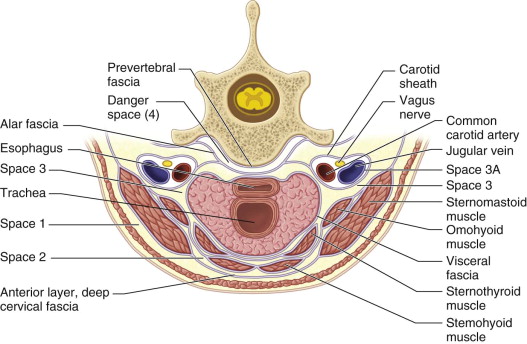 Prevertebral
fascia
Danger
space (4)
Alar fascia
Esophagus
Space 3
Trachea
Space 1
Space 2
Anterior layer, deep
cervical fascia
Carotid
sheath
Vagus
nerve
Common
carotid artery
Jugular vein
Space 3A
Space 3
Sternomastoid
muscle
Omohyoid
muscle
Visceral
fascia
Sternothyroid
muscle
Stemohyoid
muscle